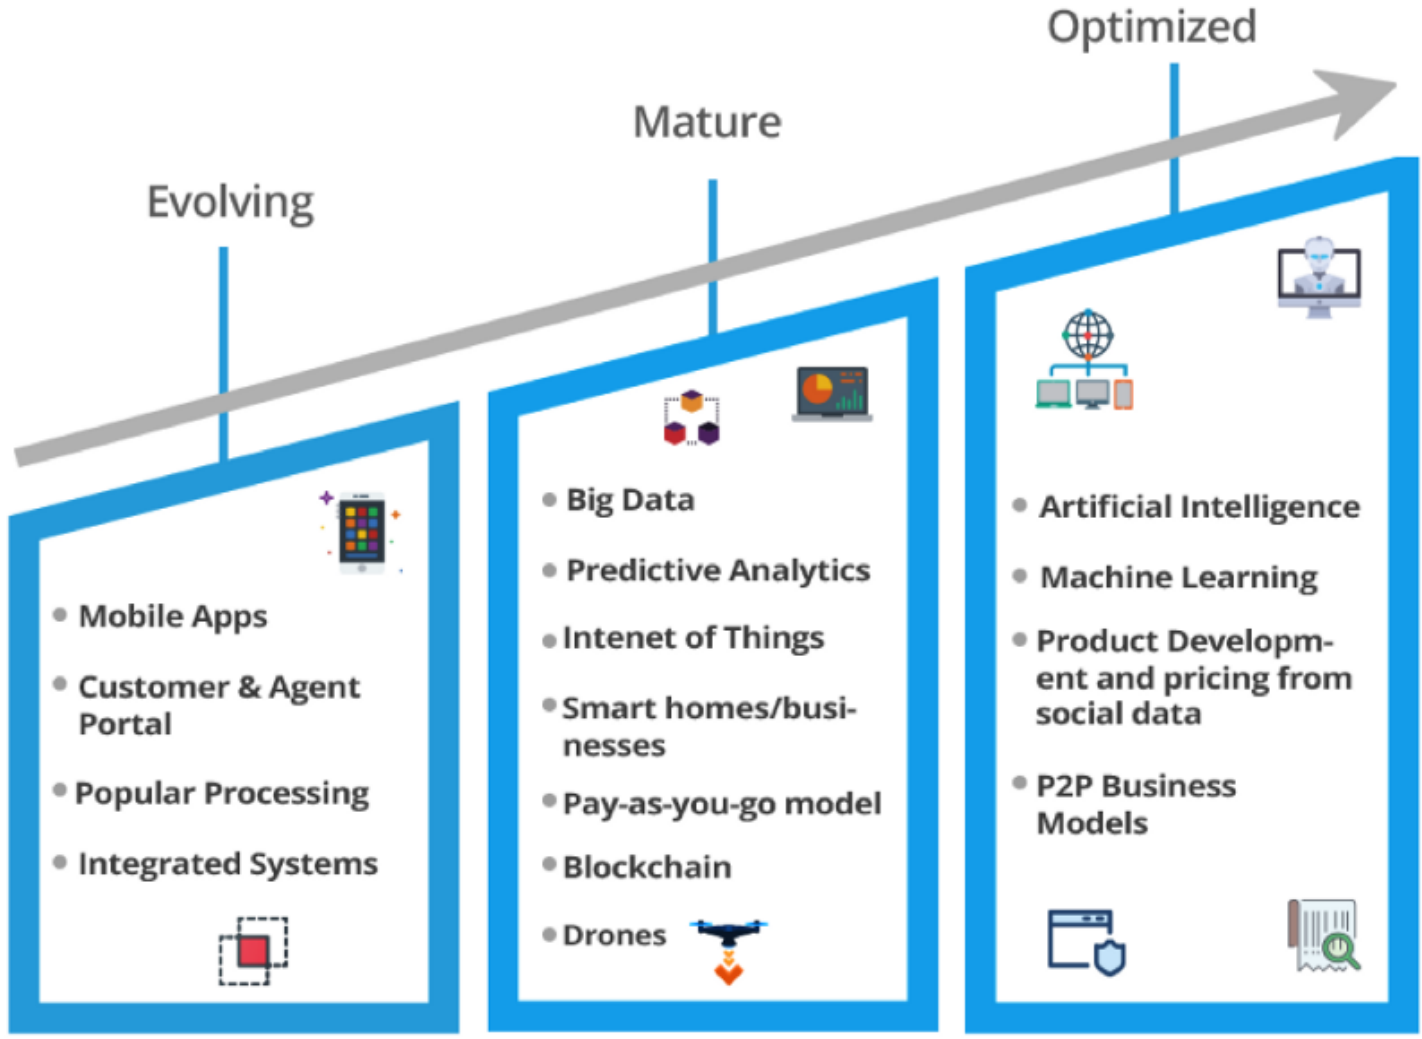 Optimized
Mature
Evolving
Mobile Apps
Customer & Agent
Portal
Popular Processing
Integrated Systems
Big Data
Predictive Analytics
Intenet of Things
Smart homes/busi-
nesses
Pay-as-you-go model
Blockchain
Drones
Artificial Intelligence
Machine Learning
Product Developm-
ent and pricing from
social data
P2P Business
Models